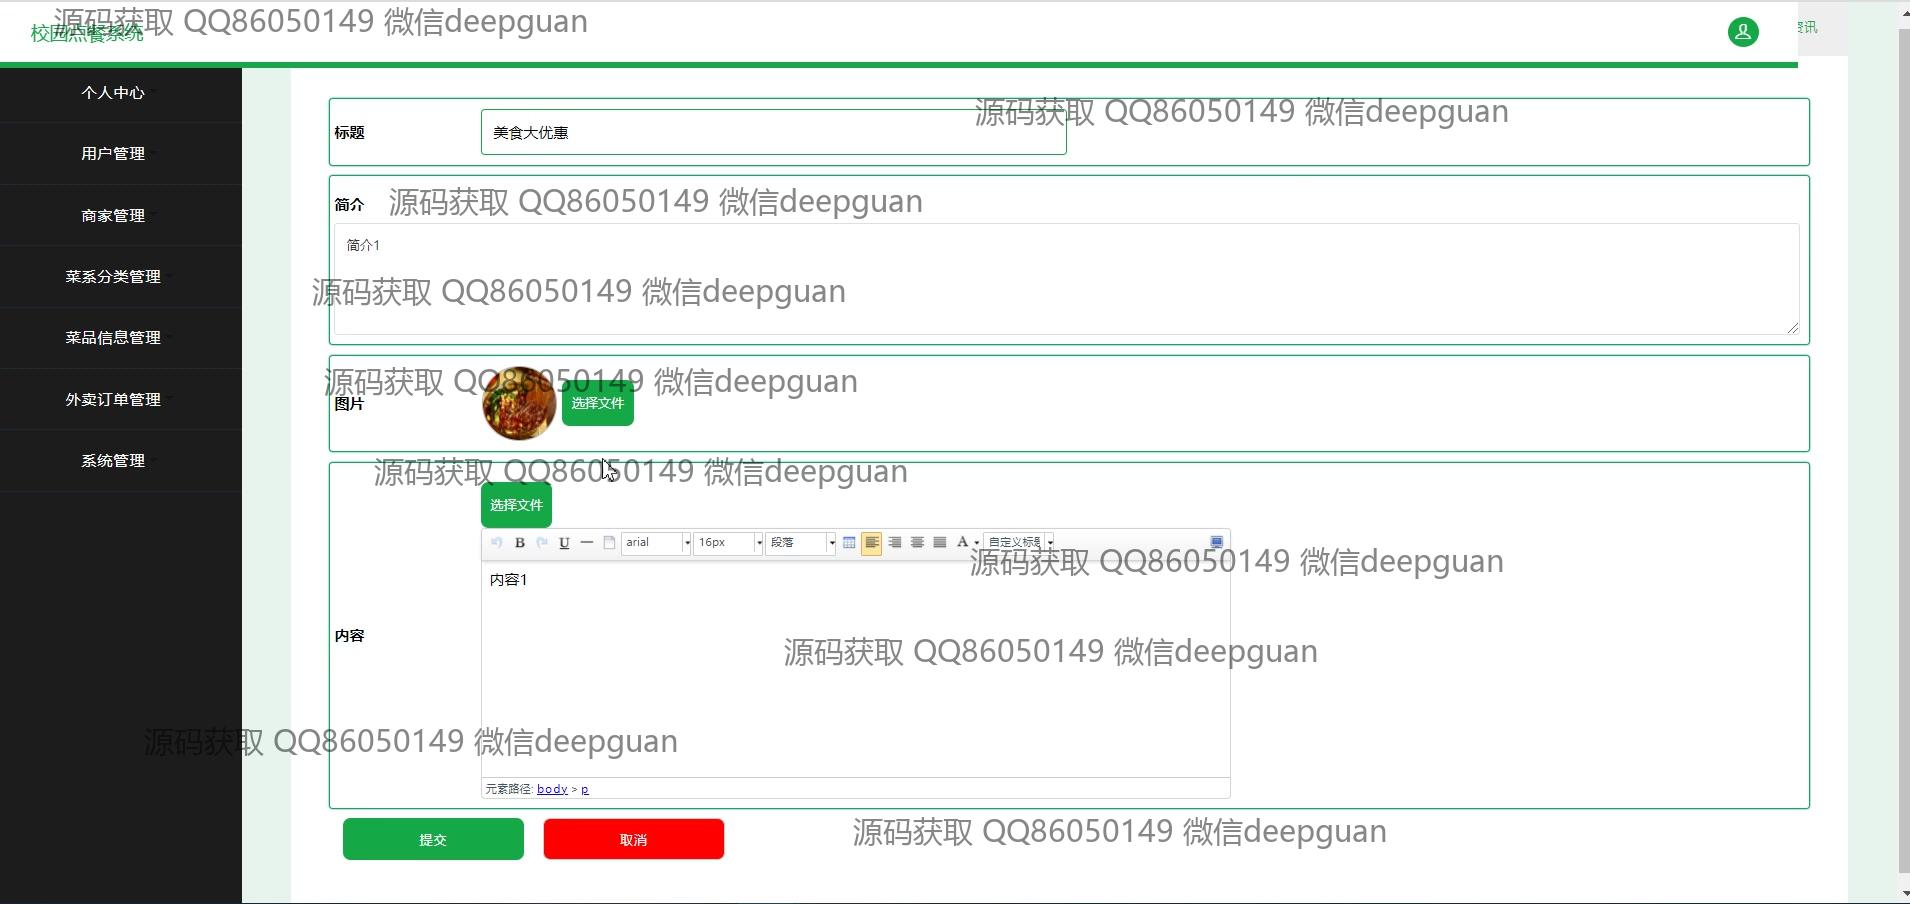 源码获取 QQ86050149 微信deepguan
校园点餐系统
资讯
个人中心
用户管理
商家管理
菜系分类管理
菜品信息管理
外卖订单管理
系统管理
源码获取 QQ86050149 微信deepguan
标题
美食大优惠
简介
源码获取 QQ86050149 微信deepguan
简介1
源码获取 QQ86050149 微信deepguan
源码获取 QQ86050149 微信deepguan
图片
选择文件
源码获取 QQ86050149 微信deepguan
选择文件
B U arial 16px 段落 A 自定义标题
源码获取 QQ86050149 微信deepguan
内容1
内容
源码获取 QQ86050149 微信deepguan
源码获取 QQ86050149 微信deepguan
元素路径: body > p
提交
取消
源码获取 QQ86050149 微信deepguan